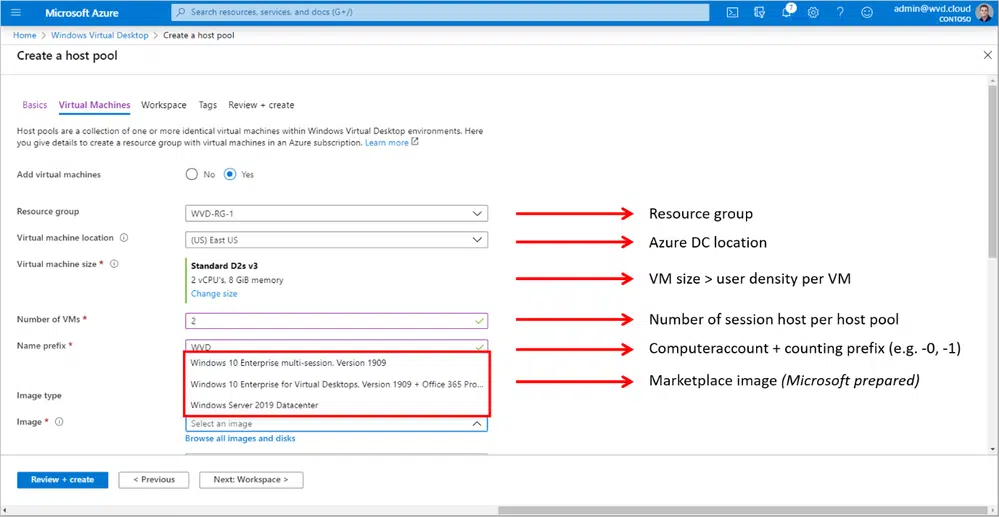 Microsoft Azure
Search resources, services, and docs (G+/)
7
admin@wvd.cloud
CONTOSO
Home > Windows Virtual Desktop > Create a host pool
Create a host pool
Basics Virtual Machines Workspace Tags Review + create
Host pools are a collection of one or more identical virtual machines within Windows Virtual Desktop environments. Here
you give details to create a resource group with virtual machines in an Azure subscription. Learn more
Add virtual machines No Yes
Resource group WVD-RG-1 Resource group
Virtual machine location (US) East US Azure DC location
Virtual machine size * Standard D2s v3
2 vCPU's, 8 GiB memory VM size > user density per VM
Change size
Number of VMs * 2 Number of session host per host pool
Name prefix * WVD Computeraccount + counting prefix (e.g. -0, -1)
Windows 10 Enterprise multi-session, Version 1909
Windows 10 Enterprise for Virtual Desktops, Version 1909 + Office 365 Pro... Marketplace image (Microsoft prepared)
Image type
Windows Server 2019 Datacenter
Image * Select an image
Browse all images and disks
Review + create < Previous Next: Workspace >